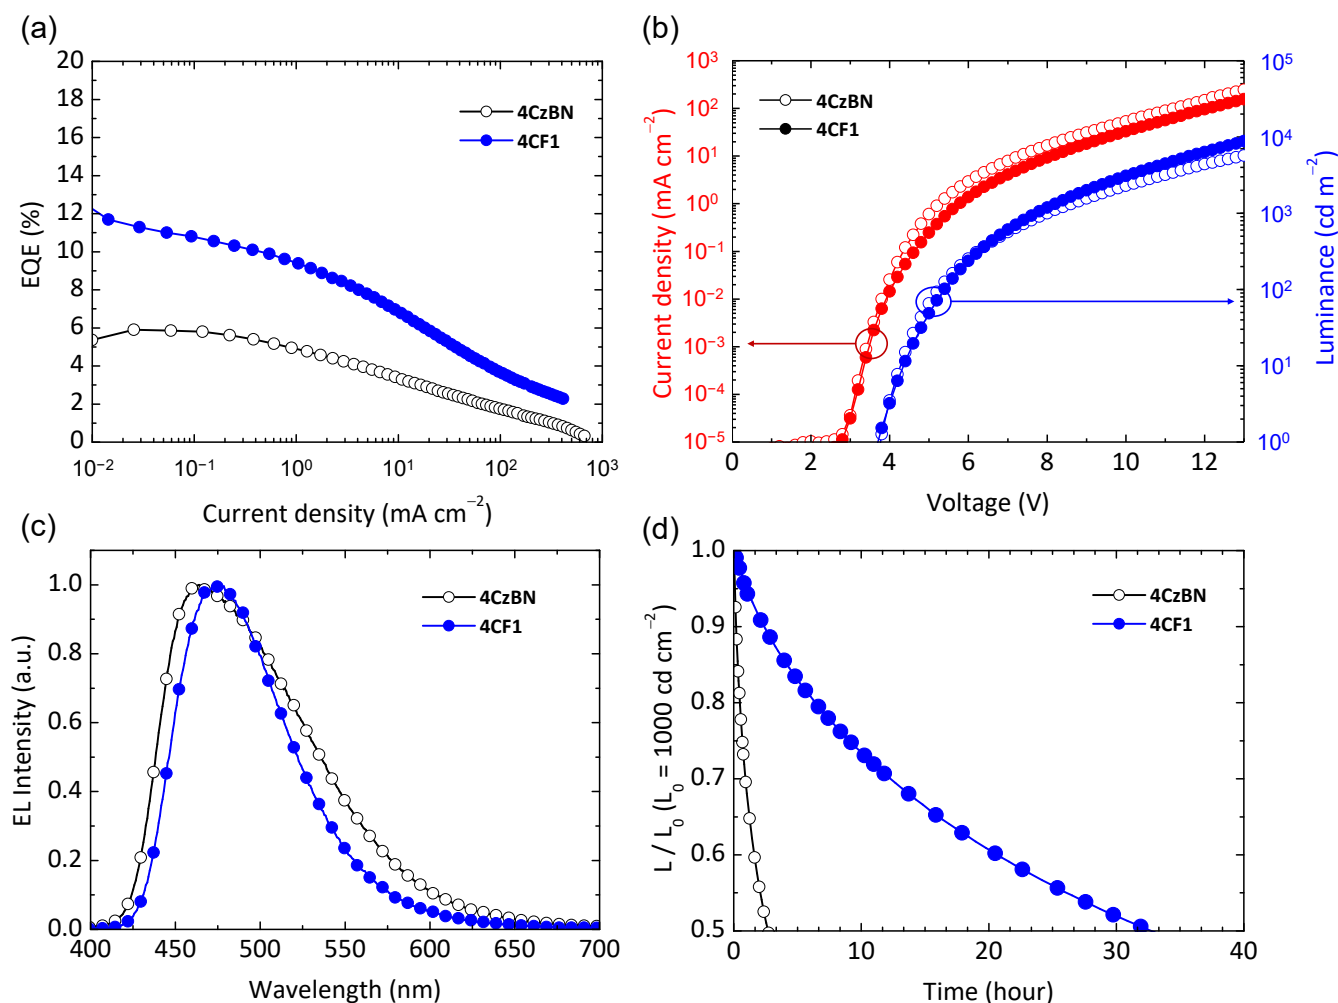 (a)
20
18
16
14
12
10
8
6
4
2
0
EQE (%)
4CzBN
4CF1
10⁻² 10⁻¹ 10⁰ 10¹ 10² 10³
Current density (mA cm⁻²)
(b)
10³
10²
10¹
10⁰
10⁻¹
10⁻²
10⁻³
10⁻⁴
10⁻⁵
Current density (mA cm⁻²)
4CzBN
4CF1
10⁵
10⁴
10³
10²
10¹
10⁰
Luminance (cd m⁻²)
0 2 4 6 8 10 12
Voltage (V)
(c)
1.0
0.8
0.6
0.4
0.2
0.0
EL Intensity (a.u.)
4CzBN
4CF1
400 450 500 550 600 650 700
Wavelength (nm)
(d)
1.0
0.9
0.8
0.7
0.6
0.5
L / L₀ (L₀ = 1000 cd cm⁻²)
4CzBN
4CF1
0 10 20 30 40
Time (hour)